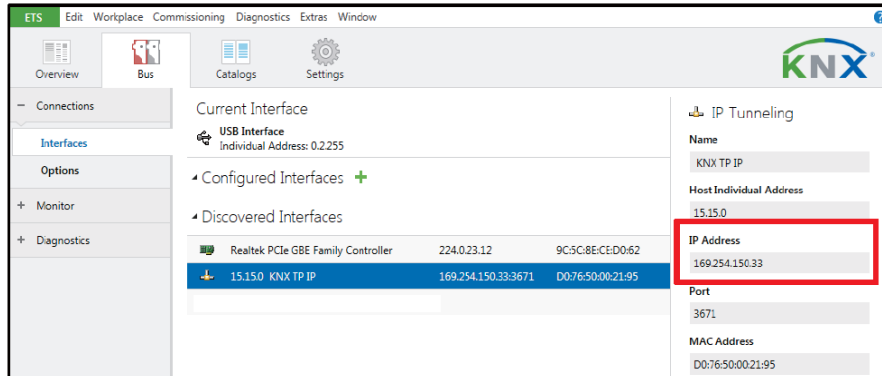 ETS Edit Workplace Commissioning Diagnostics Extras Window ?
Overview Bus Catalogs Settings
KNX
Connections
Interfaces
Options
Monitor
Diagnostics
Current Interface
USB Interface
Individual Address: 0.2.255
Configured Interfaces
Discovered Interfaces
Realtek PCIe GBE Family Controller 224.0.23.12 9C:5C:8E:CE:D0:62
15.15.0 KNX TP IP 169.254.150.33:3671 D0:76:50:00:21:95
IP Tunneling
Name
KNX TP IP
Host Individual Address
15.15.0
IP Address
169.254.150.33
Port
3671
MAC Address
D0:76:50:00:21:95